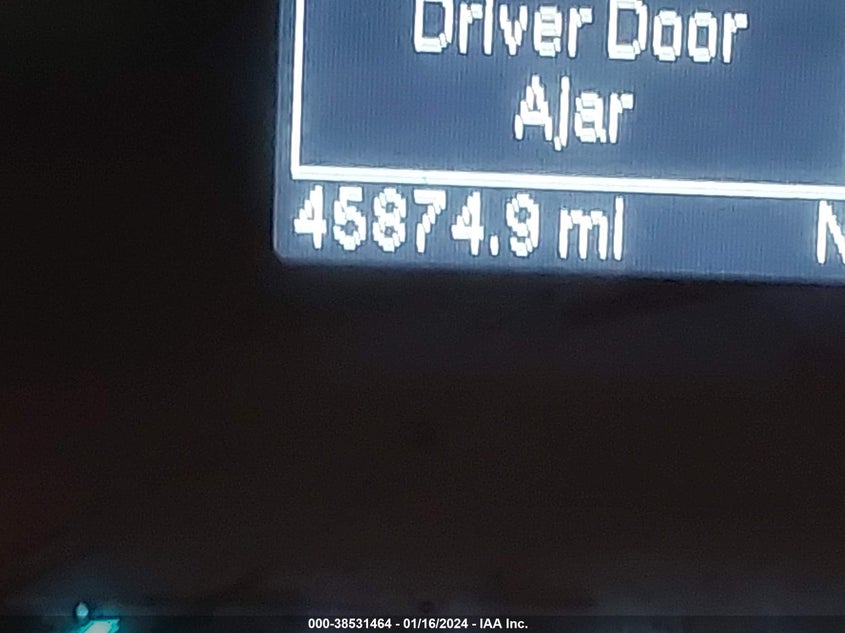 Driver Door
Ajar
45874.9 mi
N
000-38531464 - 01/16/2024 - IAA Inc.